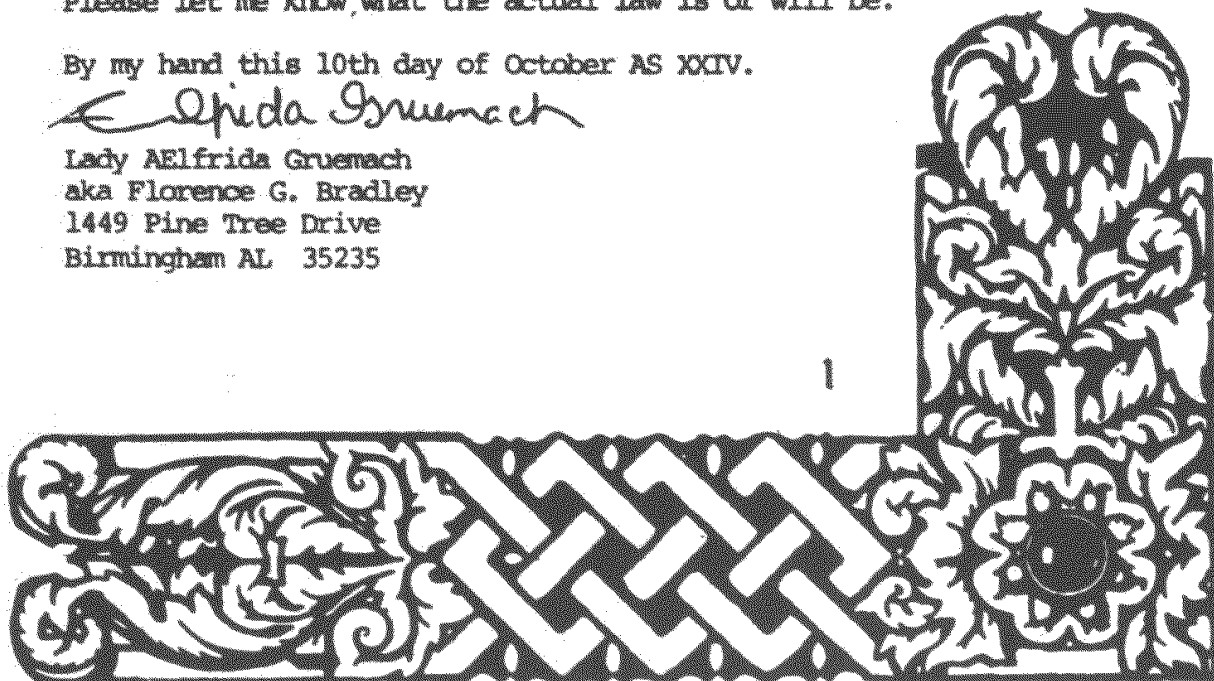 Please let me know what the actual law is or will be.
By my hand this 10th day of October AS XXIV.
AElfrida Gruemach
Lady AElfrida Gruemach
aka Florence G. Bradley
1449 Pine Tree Drive
Birmingham AL 35235
1